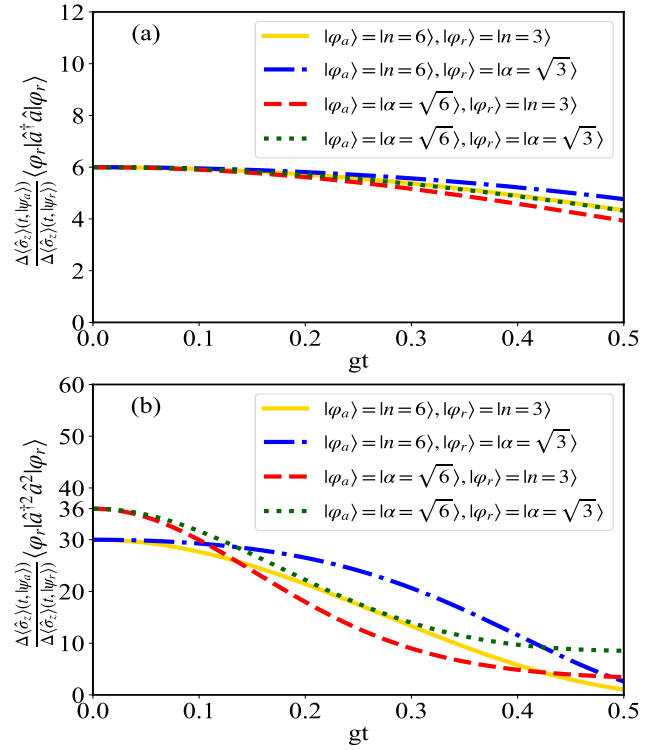 (a)
|φₐ⟩=|n=6⟩,|φᵣ⟩=|n=3⟩
|φₐ⟩=|n=6⟩,|φᵣ⟩=|α=√3⟩
|φₐ⟩=|α=√6⟩,|φᵣ⟩=|n=3⟩
|φₐ⟩=|α=√6⟩,|φᵣ⟩=|α=√3⟩
Δ⟨σ̂_z⟩(t,|ψₐ⟩)
Δ⟨σ̂_z⟩(t,|ψᵣ⟩)
⟨φᵣ|â†â|φᵣ⟩
12
10
8
6
4
2
0
0.0 0.1 0.2 0.3 0.4 0.5
gt
(b)
|φₐ⟩=|n=6⟩,|φᵣ⟩=|n=3⟩
|φₐ⟩=|n=6⟩,|φᵣ⟩=|α=√3⟩
|φₐ⟩=|α=√6⟩,|φᵣ⟩=|n=3⟩
|φₐ⟩=|α=√6⟩,|φᵣ⟩=|α=√3⟩
Δ⟨σ̂_z⟩(t,|ψₐ⟩)
Δ⟨σ̂_z⟩(t,|ψᵣ⟩)
⟨φᵣ|â†²â²|φᵣ⟩
60
50
40
36
30
20
10
0
0.0 0.1 0.2 0.3 0.4 0.5
gt